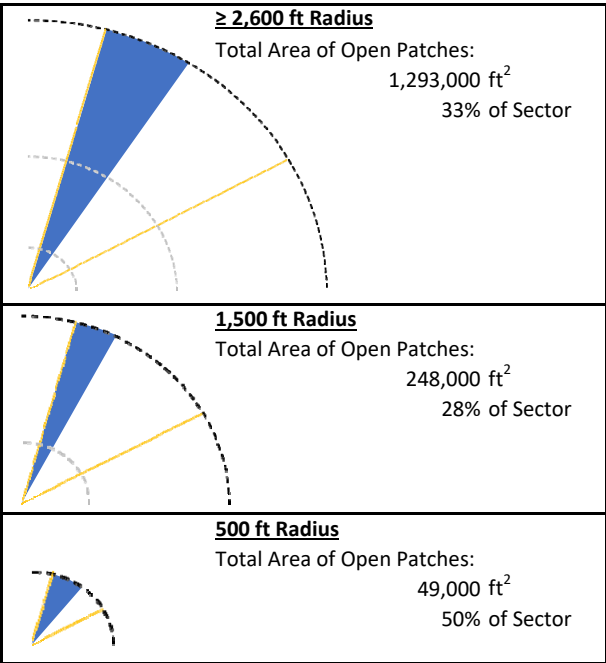 ≥ 2,600 ft Radius
Total Area of Open Patches:
1,293,000 ft²
33% of Sector
1,500 ft Radius
Total Area of Open Patches:
248,000 ft²
28% of Sector
500 ft Radius
Total Area of Open Patches:
49,000 ft²
50% of Sector